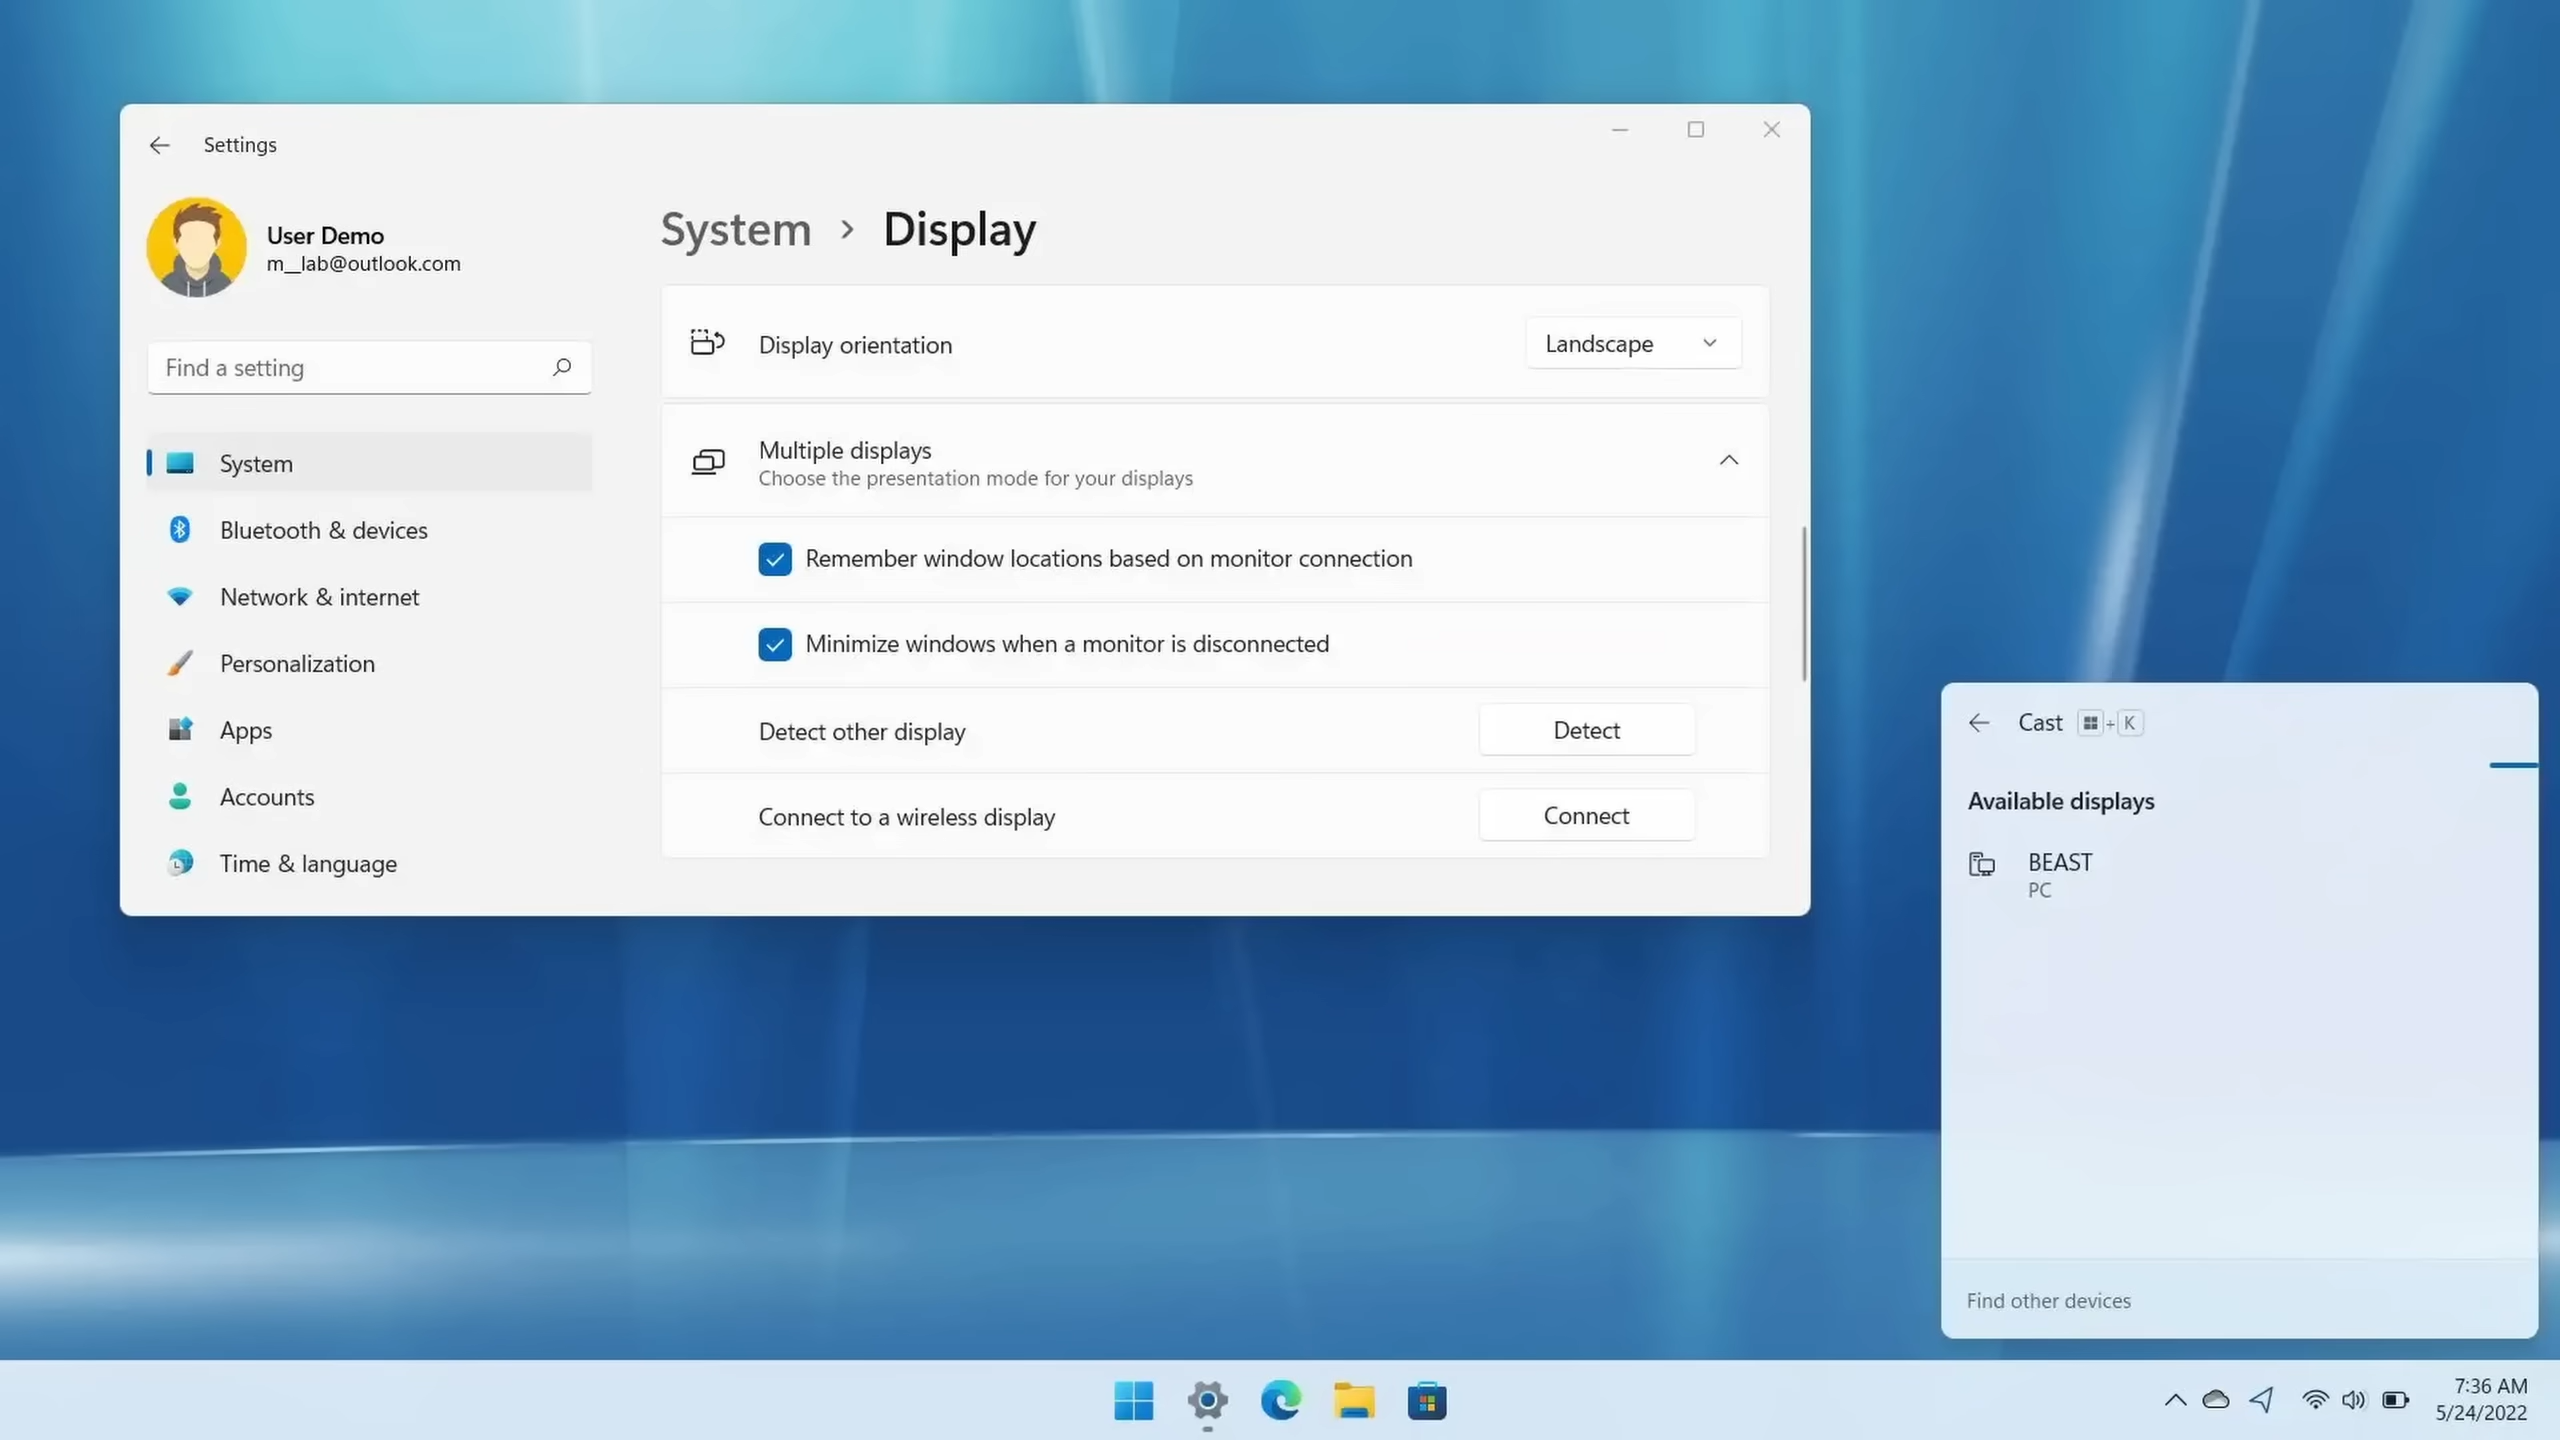 Settings
User Demo
m__lab@outlook.com
Find a setting
System
Bluetooth & devices
Network & internet
Personalization
Apps
Accounts
Time & language
System › Display
Display orientation
Landscape
Multiple displays
Choose the presentation mode for your displays
Remember window locations based on monitor connection
Minimize windows when a monitor is disconnected
Detect other display
Detect
Connect to a wireless display
Connect
Cast + K
Available displays
BEAST
PC
Find other devices
7:36 AM
5/24/2022